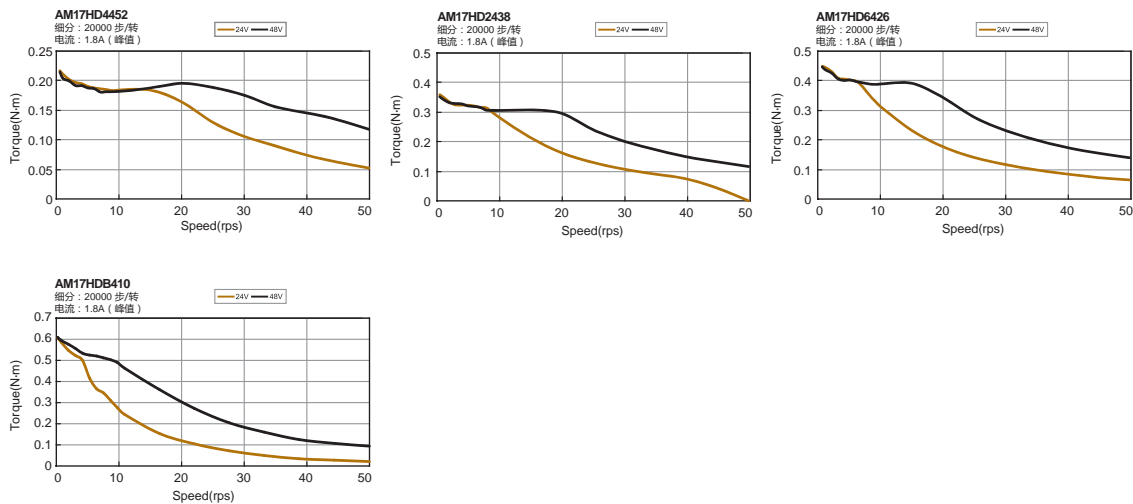 AM17HD4452
细分：20000 步/转
电流：1.8A（峰值）
24V 48V
0.25
0.20
0.15
0.10
0.05
0
Torque(N·m)
0 10 20 30 40 50
Speed(rps)
AM17HD2438
细分：20000 步/转
电流：1.8A（峰值）
24V 48V
0.5
0.4
0.3
0.2
0.1
0
Torque(N·m)
0 10 20 30 40 50
Speed(rps)
AM17HD6426
细分：20000 步/转
电流：1.8A（峰值）
24V 48V
0.5
0.4
0.3
0.2
0.1
0
Torque(N·m)
0 10 20 30 40 50
Speed(rps)
AM17HDB410
细分：20000 步/转
电流：1.8A（峰值）
24V 48V
0.7
0.6
0.5
0.4
0.3
0.2
0.1
0
Torque(N·m)
0 10 20 30 40 50
Speed(rps)